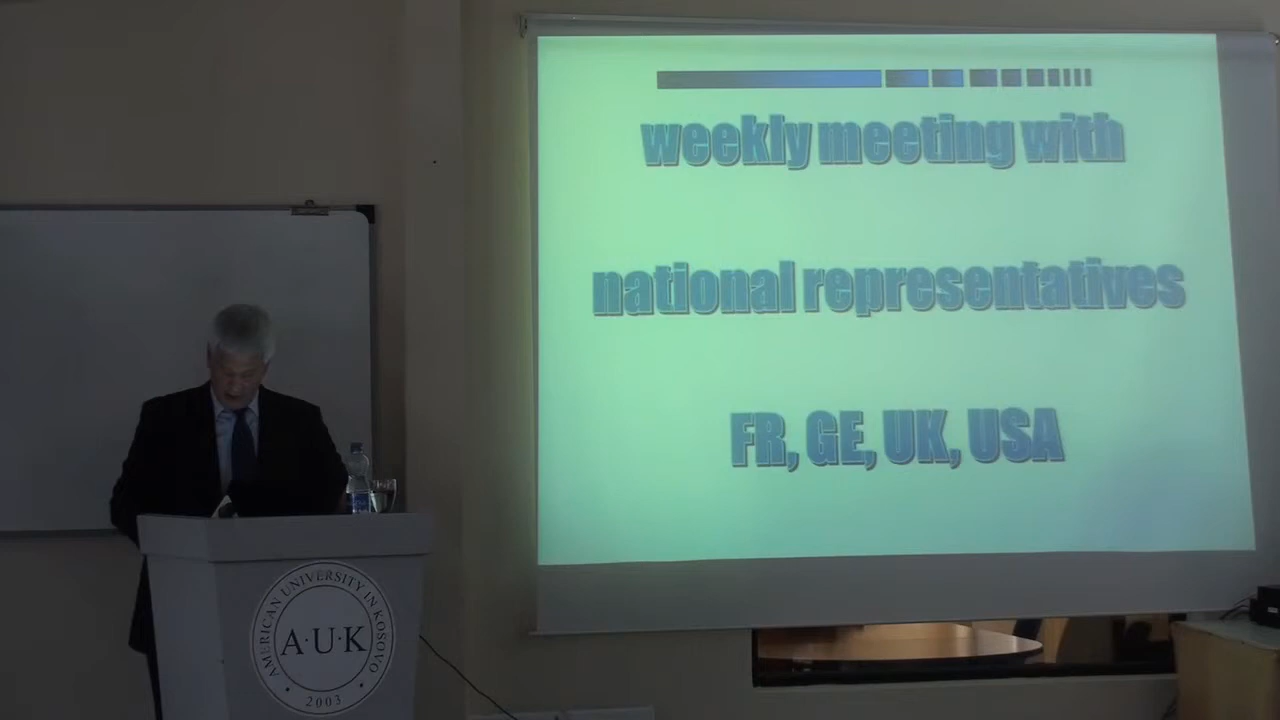 weekly meeting with
national representatives
FR, GE, UK, USA
AMERICAN UNIVERSITY IN KOSOVO
A·U·K
2003